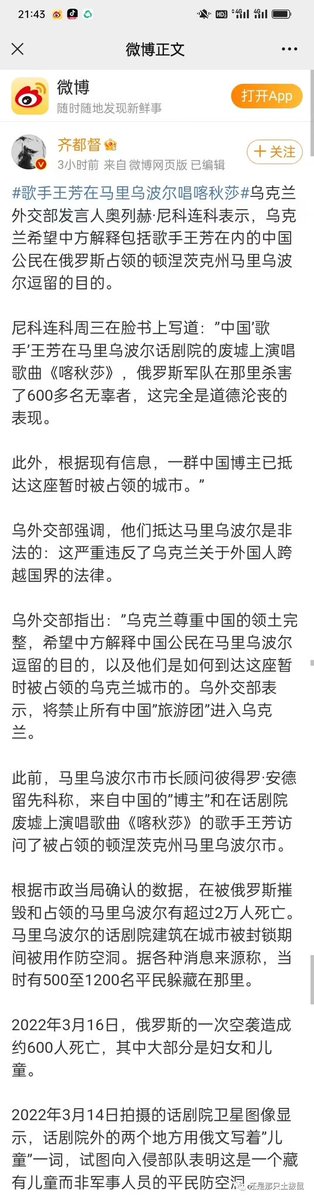 21:43
微博正文
微博
随时随地发现新鲜事
打开App
齐都督
+关注
3小时前 来自 微博网页版 已编辑
#歌手王芳在马里乌波尔唱喀秋莎#乌克兰
外交部发言人奥列赫·尼科连科表示，乌克
兰希望中方解释包括歌手王芳在内的中国
公民在俄罗斯占领的顿涅茨克州马里乌波
尔逗留的目的。
尼科连科周三在脸书上写道："中国'歌
手'王芳在马里乌波尔话剧院的废墟上演唱
歌曲《喀秋莎》，俄罗斯军队在那里杀害
了600多名无辜者，这完全是道德沦丧的
表现。
此外，根据现有信息，一群中国博主已抵
达这座暂时被占领的城市。”
乌外交部强调，他们抵达马里乌波尔是非
法的：这严重违反了乌克兰关于外国人跨
越国界的法律。
乌外交部指出："乌克兰尊重中国的领土完
整，希望中方解释中国公民在马里乌波尔
逗留的目的，以及他们是如何到达这座暂
时被占领的乌克兰城市的。乌外交部表
示，将禁止所有中国"旅游团"进入乌克
兰。
此前，马里乌波尔市市长顾问彼得罗·安德
留先科称，来自中国的"博主"和在话剧院
废墟上演唱歌曲《喀秋莎》的歌手王芳访
问了被占领的顿涅茨克州马里乌波尔市。
根据市政当局确认的数据，在被俄罗斯摧
毁和占领的马里乌波尔有超过2万人死亡。
马里乌波尔的话剧院建筑在城市被封锁期
间被用作防空洞。据各种消息来源称，当
时有500至1200名平民躲藏在那里。
2022年3月16日，俄罗斯的一次空袭造成
约600人死亡，其中大部分是妇女和儿
童。
2022年3月14日拍摄的话剧院卫星图像显
示，话剧院外的两个地方用俄文写着"儿
童"一词，试图向入侵部队表明这是一个藏
有儿童而非军事人员的平民防空洞。